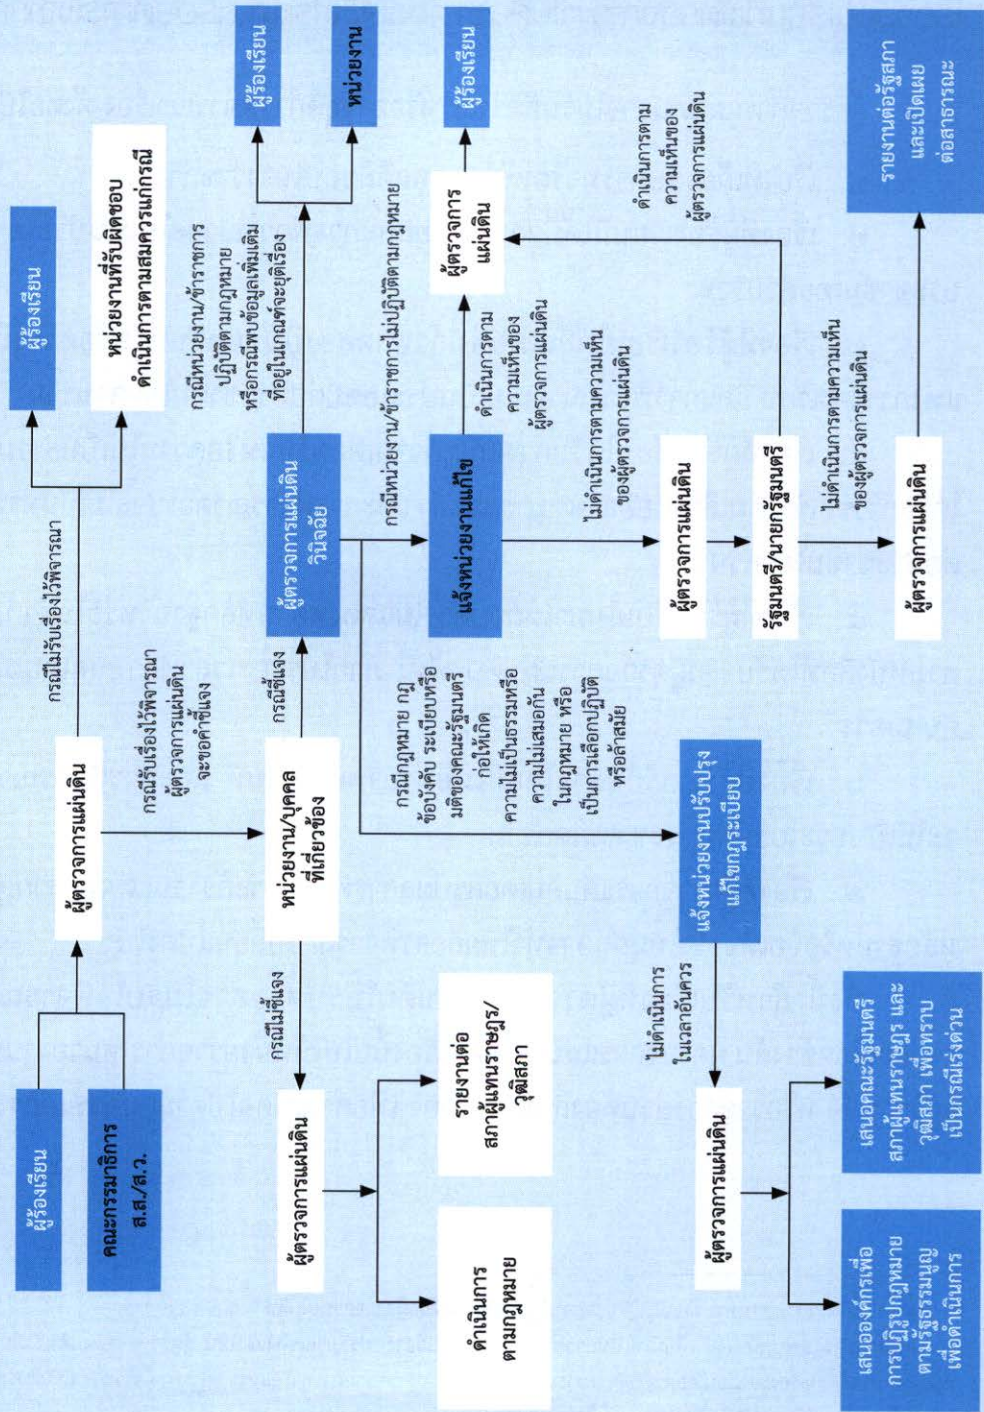 ผู้ร้องเรียน
คณะกรรมาธิการ
ส.ส./ส.ว.
ผู้ตรวจการแผ่นดิน
กรณีไม่รับเรื่องไว้พิจารณา
ผู้ร้องเรียน
หน่วยงานที่รับผิดชอบ
ดำเนินการตามสมควรแก่กรณี
กรณีรับเรื่องไว้พิจารณา
ผู้ตรวจการแผ่นดิน
จะขอคำชี้แจง
หน่วยงาน/บุคคล
ที่เกี่ยวข้อง
กรณีชี้แจง
ผู้ตรวจการแผ่นดิน
วินิจฉัย
กรณีหน่วยงาน/ข้าราชการ
ปฏิบัติตามกฎหมาย
หรือกรณีพบข้อมูลเพิ่มเติม
ที่อยู่ในเกณฑ์จะยุติเรื่อง
ผู้ร้องเรียน
หน่วยงาน
กรณีไม่ชี้แจง
ผู้ตรวจการแผ่นดิน
ดำเนินการ
ตามกฎหมาย
รายงานต่อ
สภาผู้แทนราษฎร/
วุฒิสภา
กรณีกฎหมาย กฎ
ข้อบังคับ ระเบียบหรือ
มติของคณะรัฐมนตรี
ก่อให้เกิด
ความไม่เป็นธรรมหรือ
ความไม่เสมอกัน
ในกฎหมาย หรือ
เป็นการเลือกปฏิบัติ
หรือล้าสมัย
กรณีหน่วยงาน/ข้าราชการไม่ปฏิบัติตามกฎหมาย
แจ้งหน่วยงานแก้ไข
ดำเนินการตาม
ความเห็นของ
ผู้ตรวจการแผ่นดิน
ผู้ตรวจการ
แผ่นดิน
ผู้ร้องเรียน
ไม่ดำเนินการตามความเห็น
ของผู้ตรวจการแผ่นดิน
ผู้ตรวจการแผ่นดิน
รัฐมนตรี/นายกรัฐมนตรี
ดำเนินการตาม
ความเห็นของ
ผู้ตรวจการแผ่นดิน
ไม่ดำเนินการตามความเห็น
ของผู้ตรวจการแผ่นดิน
ผู้ตรวจการแผ่นดิน
รายงานต่อรัฐสภา
และเปิดเผย
ต่อสาธารณะ
แจ้งหน่วยงานปรับปรุง
แก้ไขกฎระเบียบ
ไม่ดำเนินการ
ในเวลาอันควร
ผู้ตรวจการแผ่นดิน
เสนอองค์กรเพื่อ
การปฏิรูปกฎหมาย
ตามรัฐธรรมนูญ
เพื่อดำเนินการ
เสนอคณะรัฐมนตรี
สภาผู้แทนราษฎร และ
วุฒิสภา เพื่อทราบ
เป็นกรณีเร่งด่วน